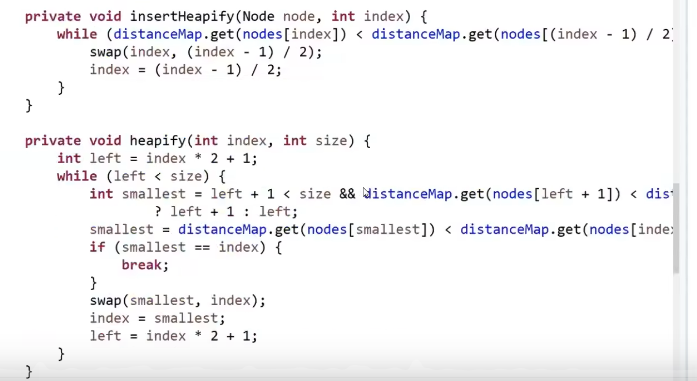 private void insertHeapify(Node node, int index) {
while (distanceMap.get(nodes[index]) < distanceMap.get(nodes[(index - 1) / 2]
swap(index, (index - 1) / 2);
index = (index - 1) / 2;
}
}
private void heapify(int index, int size) {
int left = index * 2 + 1;
while (left < size) {
int smallest = left + 1 < size && distanceMap.get(nodes[left + 1]) < dis
? left + 1 : left;
smallest = distanceMap.get(nodes[smallest]) < distanceMap.get(nodes[inde
if (smallest == index) {
break;
}
swap(smallest, index);
index = smallest;
left = index * 2 + 1;
}
}